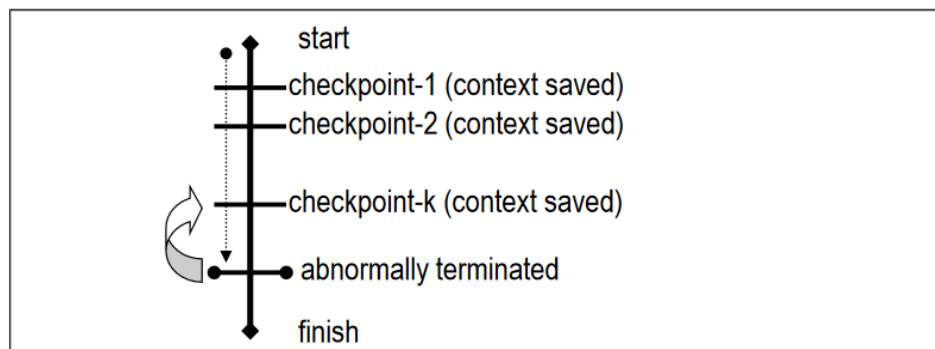 start
checkpoint-1 (context saved)
checkpoint-2 (context saved)
checkpoint-k (context saved)
abnormally terminated
finish